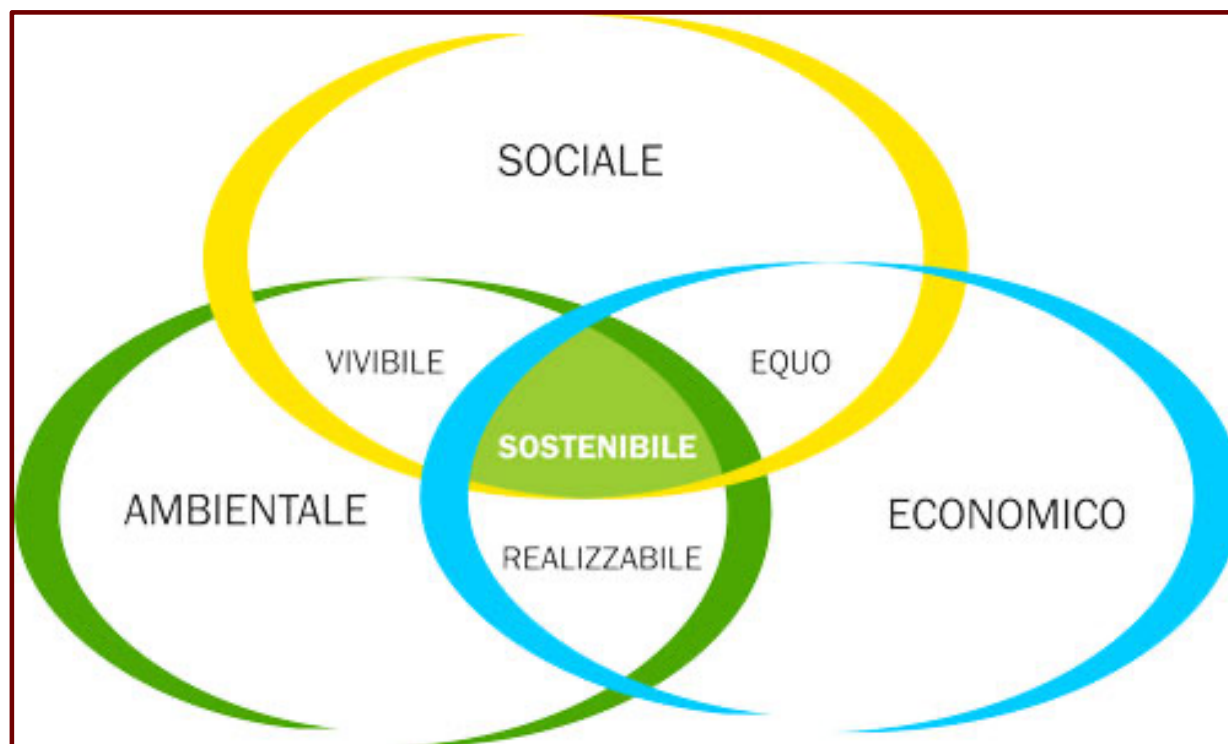 SOCIALE
VIVIBILE
EQUO
SOSTENIBILE
AMBIENTALE
ECONOMICO
REALIZZABILE